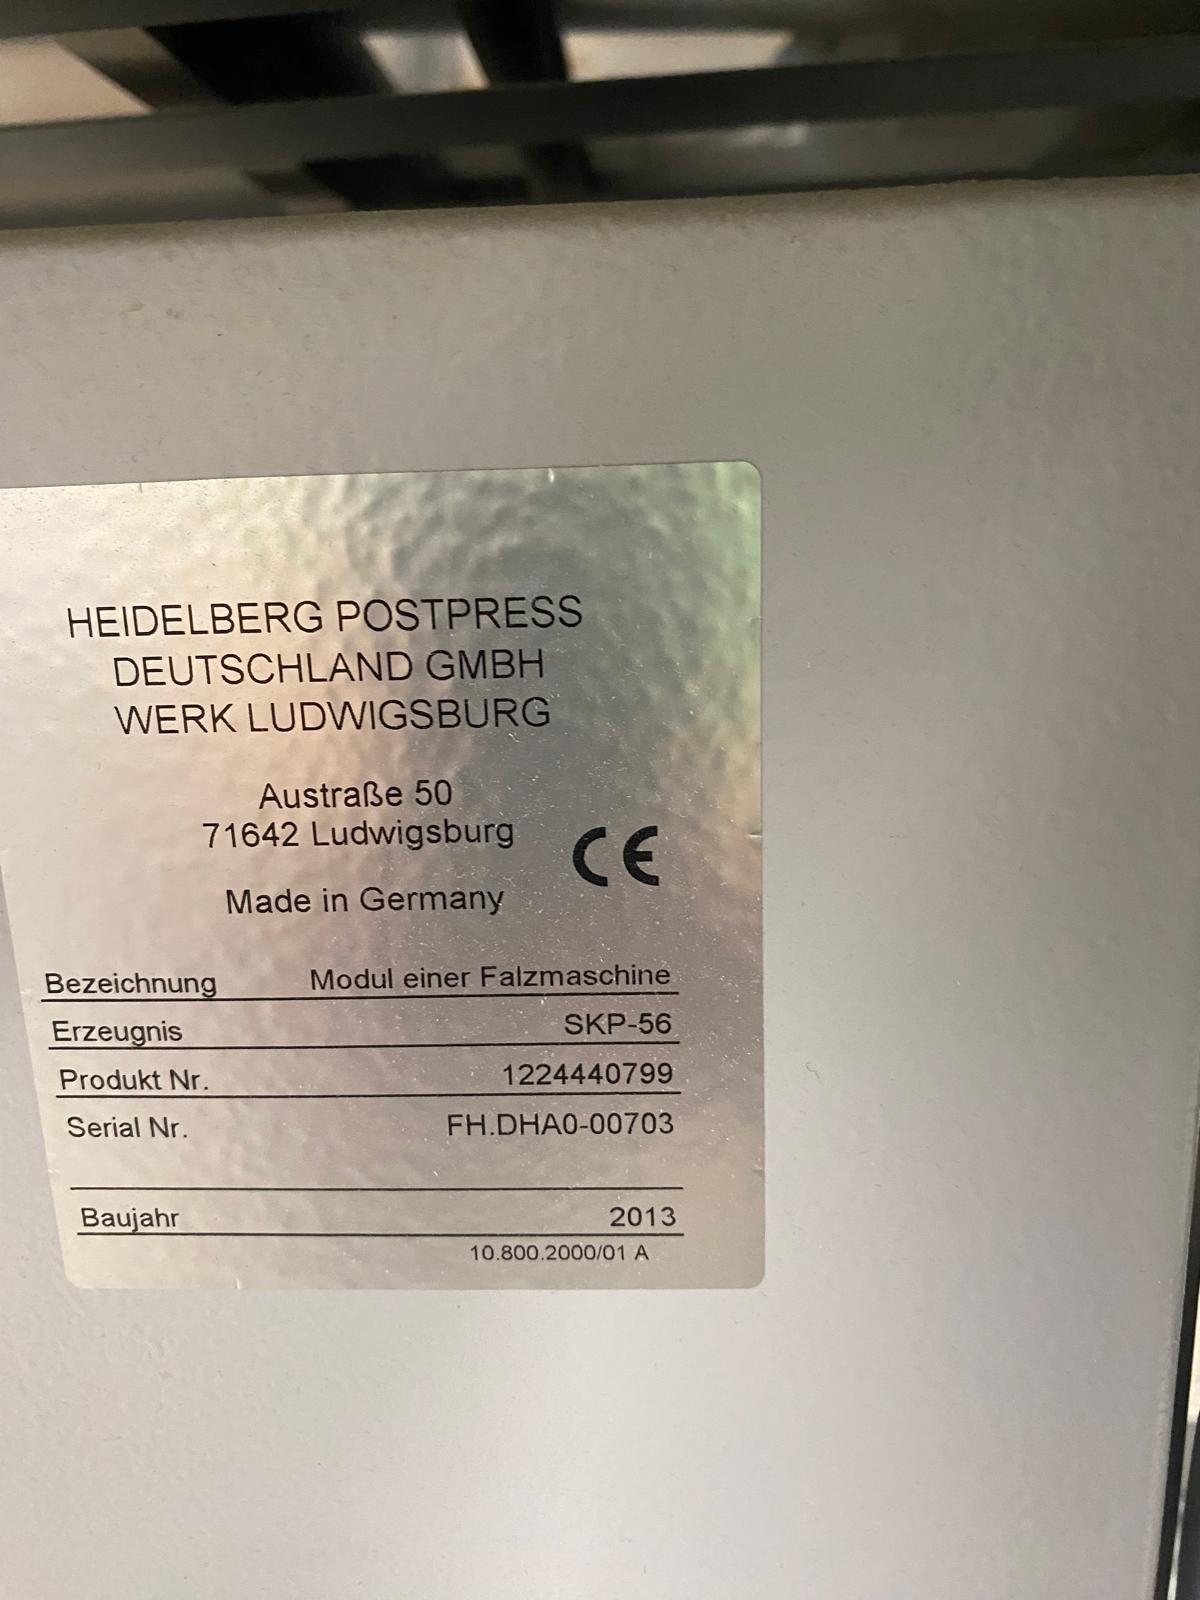 HEIDELBERG POSTPRESS
DEUTSCHLAND GMBH
WERK LUDWIGSBURG
Austraße 50
71642 Ludwigsburg
CE
Made in Germany
Bezeichnung Modul einer Falzmaschine
Erzeugnis SKP-56
Produkt Nr. 1224440799
Serial Nr. FH.DHA0-00703
Baujahr 2013
10.800.2000/01 A